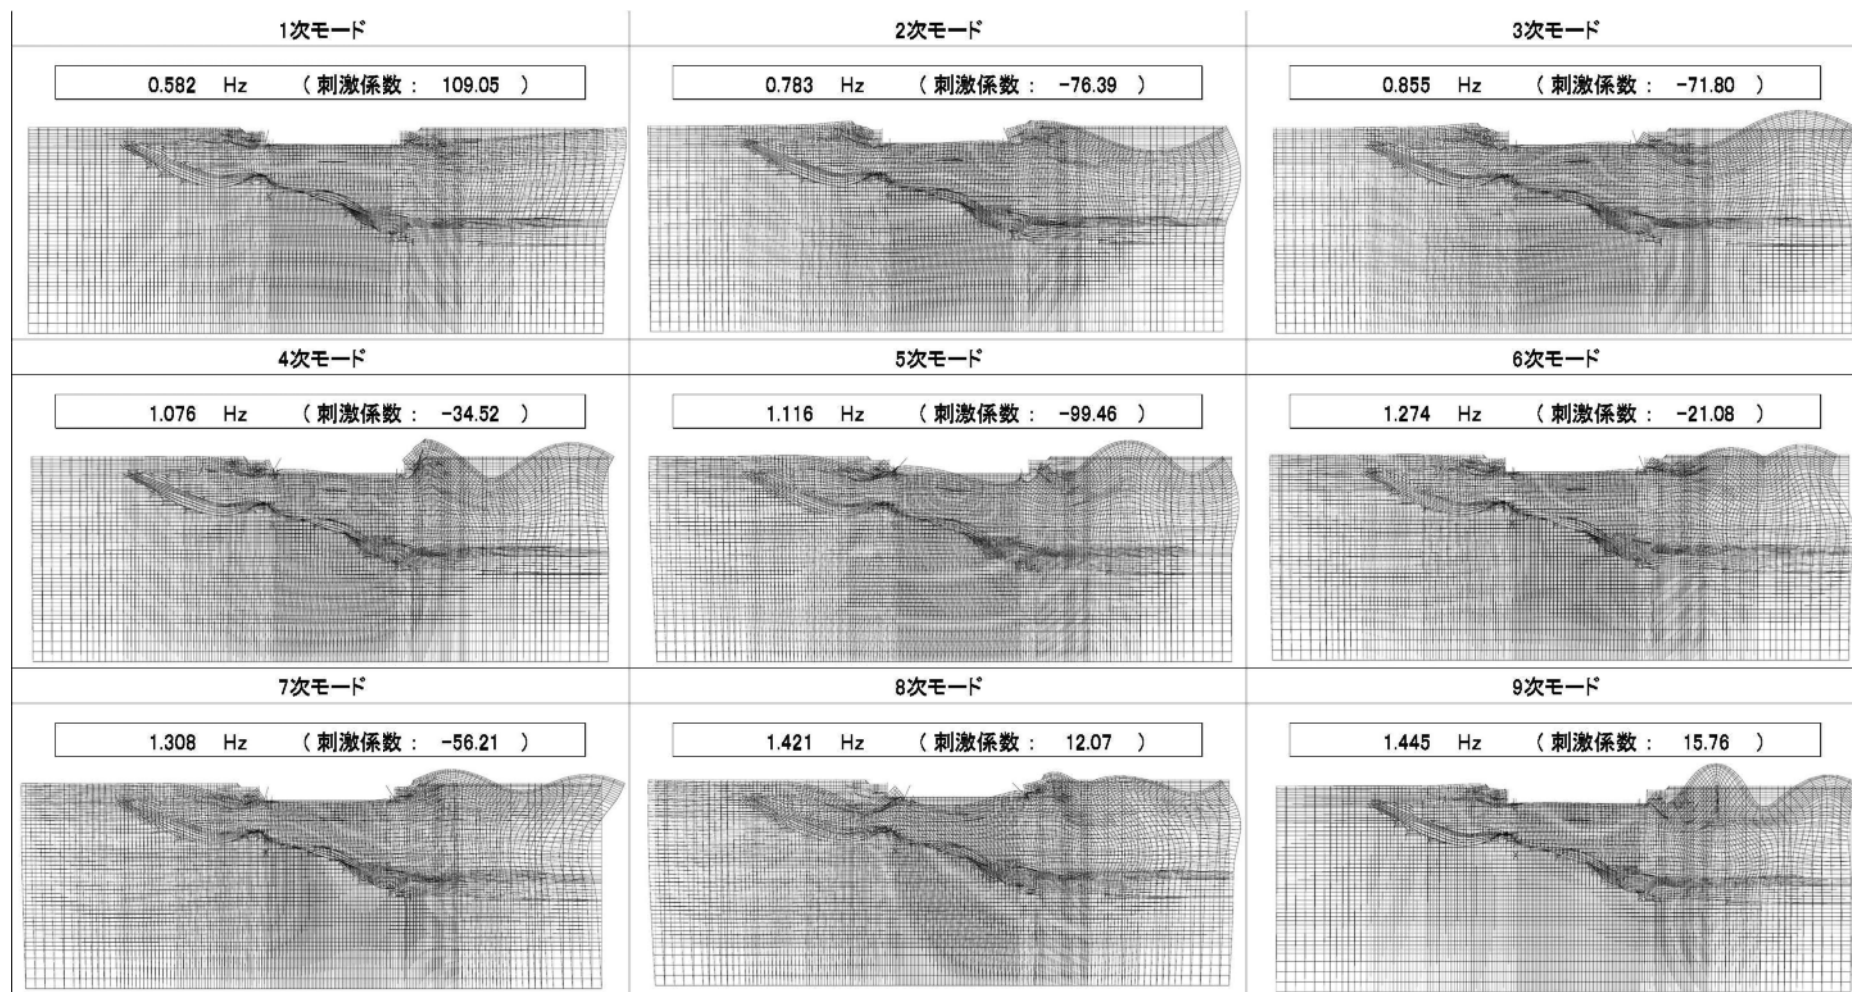 1次モード
2次モード
3次モード
0.582 Hz ( 刺激係数 : 109.05 )
0.783 Hz ( 刺激係数 : -76.39 )
0.855 Hz ( 刺激係数 : -71.80 )
4次モード
5次モード
6次モード
1.076 Hz ( 刺激係数 : -34.52 )
1.116 Hz ( 刺激係数 : -99.46 )
1.274 Hz ( 刺激係数 : -21.08 )
7次モード
8次モード
9次モード
1.308 Hz ( 刺激係数 : -56.21 )
1.421 Hz ( 刺激係数 : 12.07 )
1.445 Hz ( 刺激係数 : 15.76 )